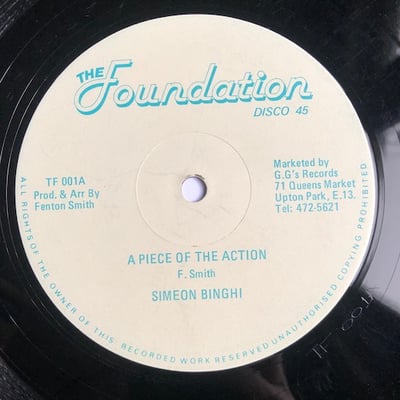 THE
Foundation
DISCO 45
TF 001A
Prod. & Arr By
Fenton Smith
Marketed by
G.G's Records
71 Queens Market
Upton Park, E.13.
Tel: 472-5621
A PIECE OF THE ACTION
F. Smith
SIMEON BINGHI
ALL RIGHTS OF THE OWNER OF THIS. RECORDED WORK RESERVED UNAUTHORISED COPYING PROHIBITED.